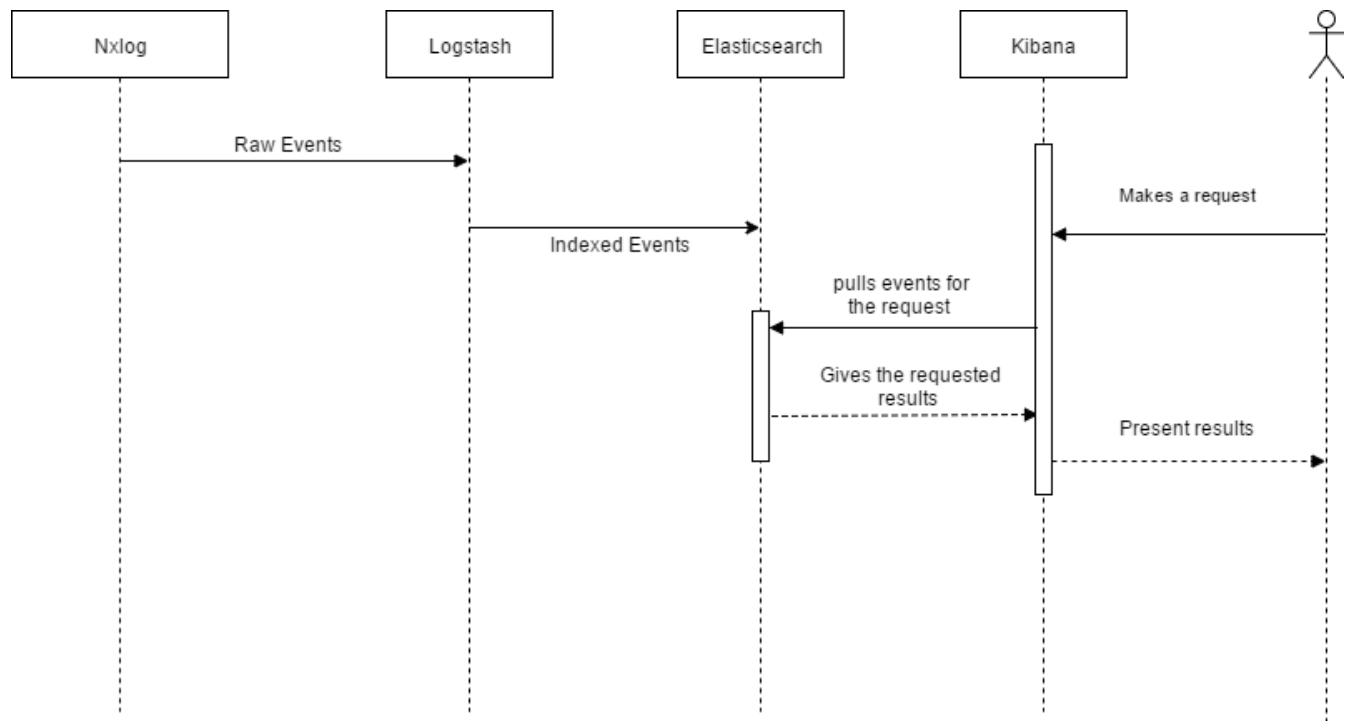 Nxlog
Logstash
Elasticsearch
Kibana
Raw Events
Makes a request
Indexed Events
pulls events for
the request
Gives the requested
results
Present results